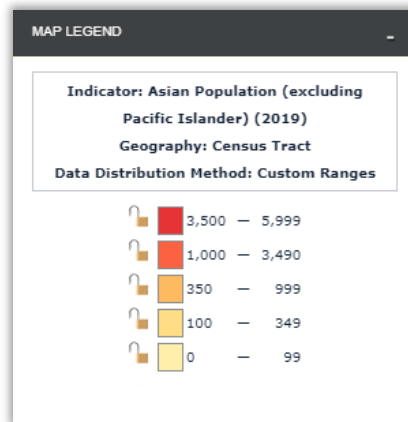 MAP LEGEND -
Indicator: Asian Population (excluding
Pacific Islander) (2019)
Geography: Census Tract
Data Distribution Method: Custom Ranges
3,500 — 5,999
1,000 — 3,490
350 — 999
100 — 349
0 — 99